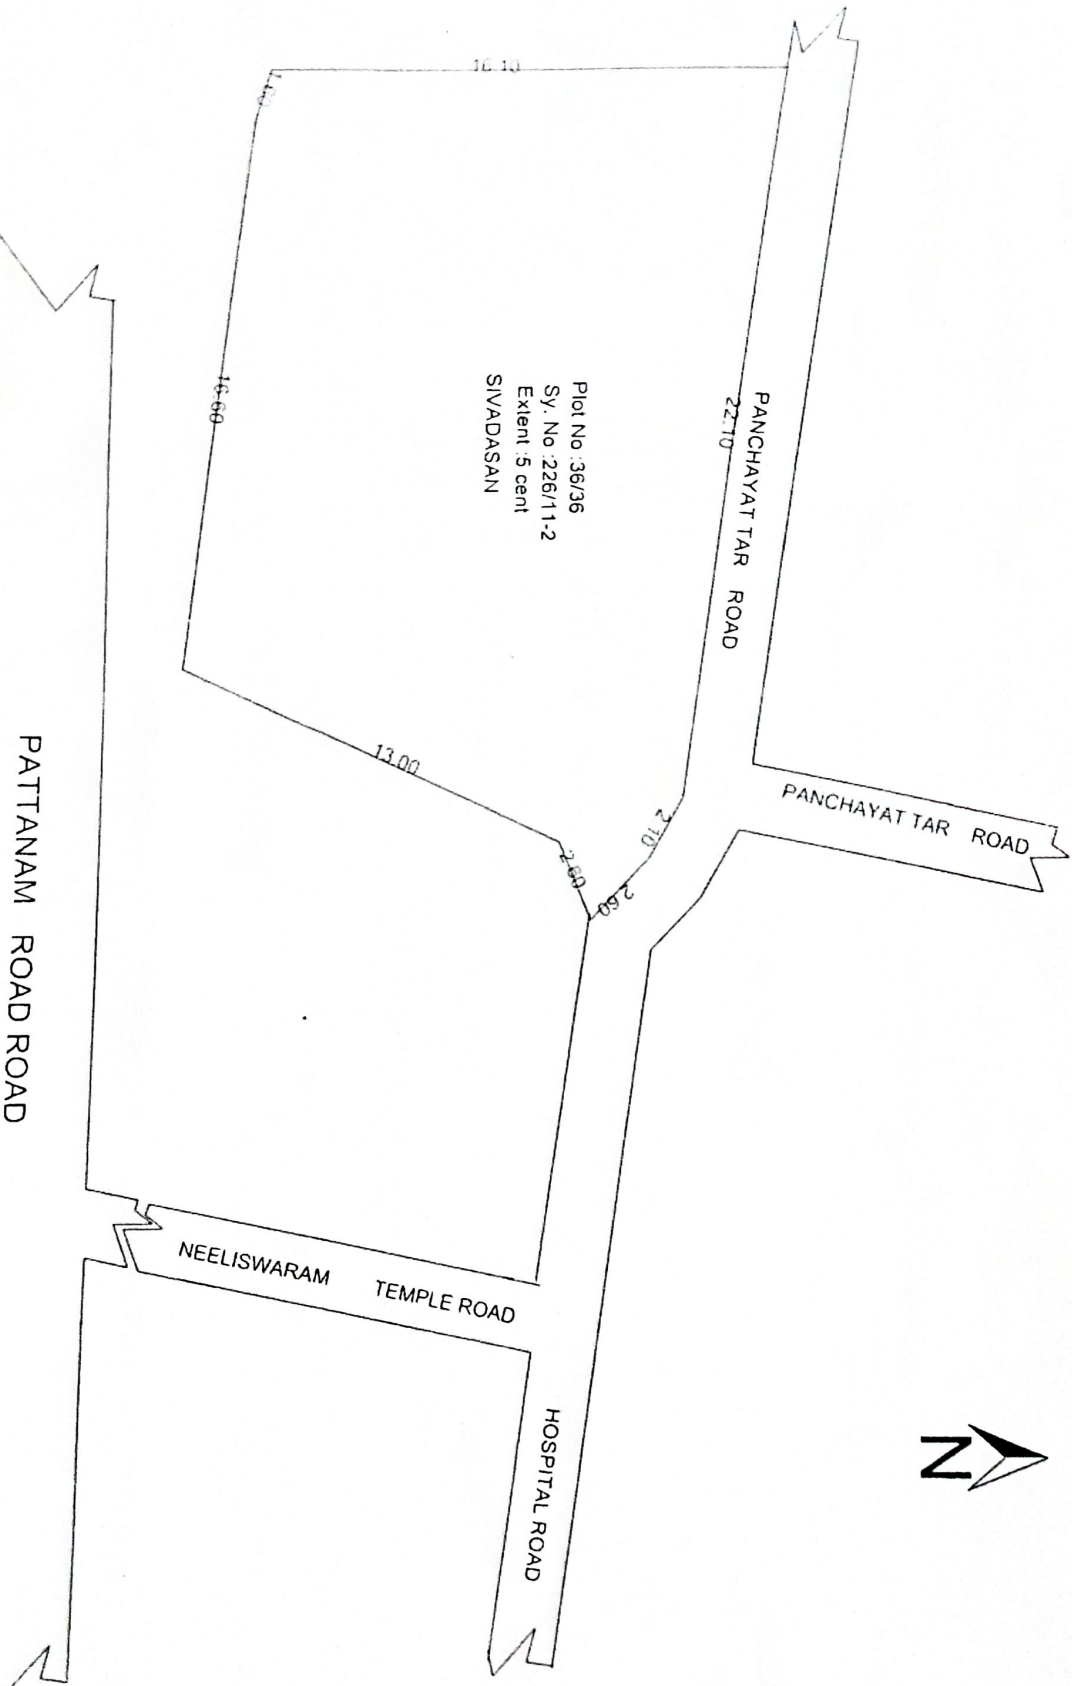 PANCHAYAT TAR ROAD
22.10
PANCHAYAT TAR ROAD
2.10
2.60
2.60
13.00
16.60
16.10
Plot No :36/36
Sy. No :226/11-2
Extent :5 cent
SIVADASAN
NEELISWARAM TEMPLE ROAD
HOSPITAL ROAD
PATTANAM ROAD ROAD
N